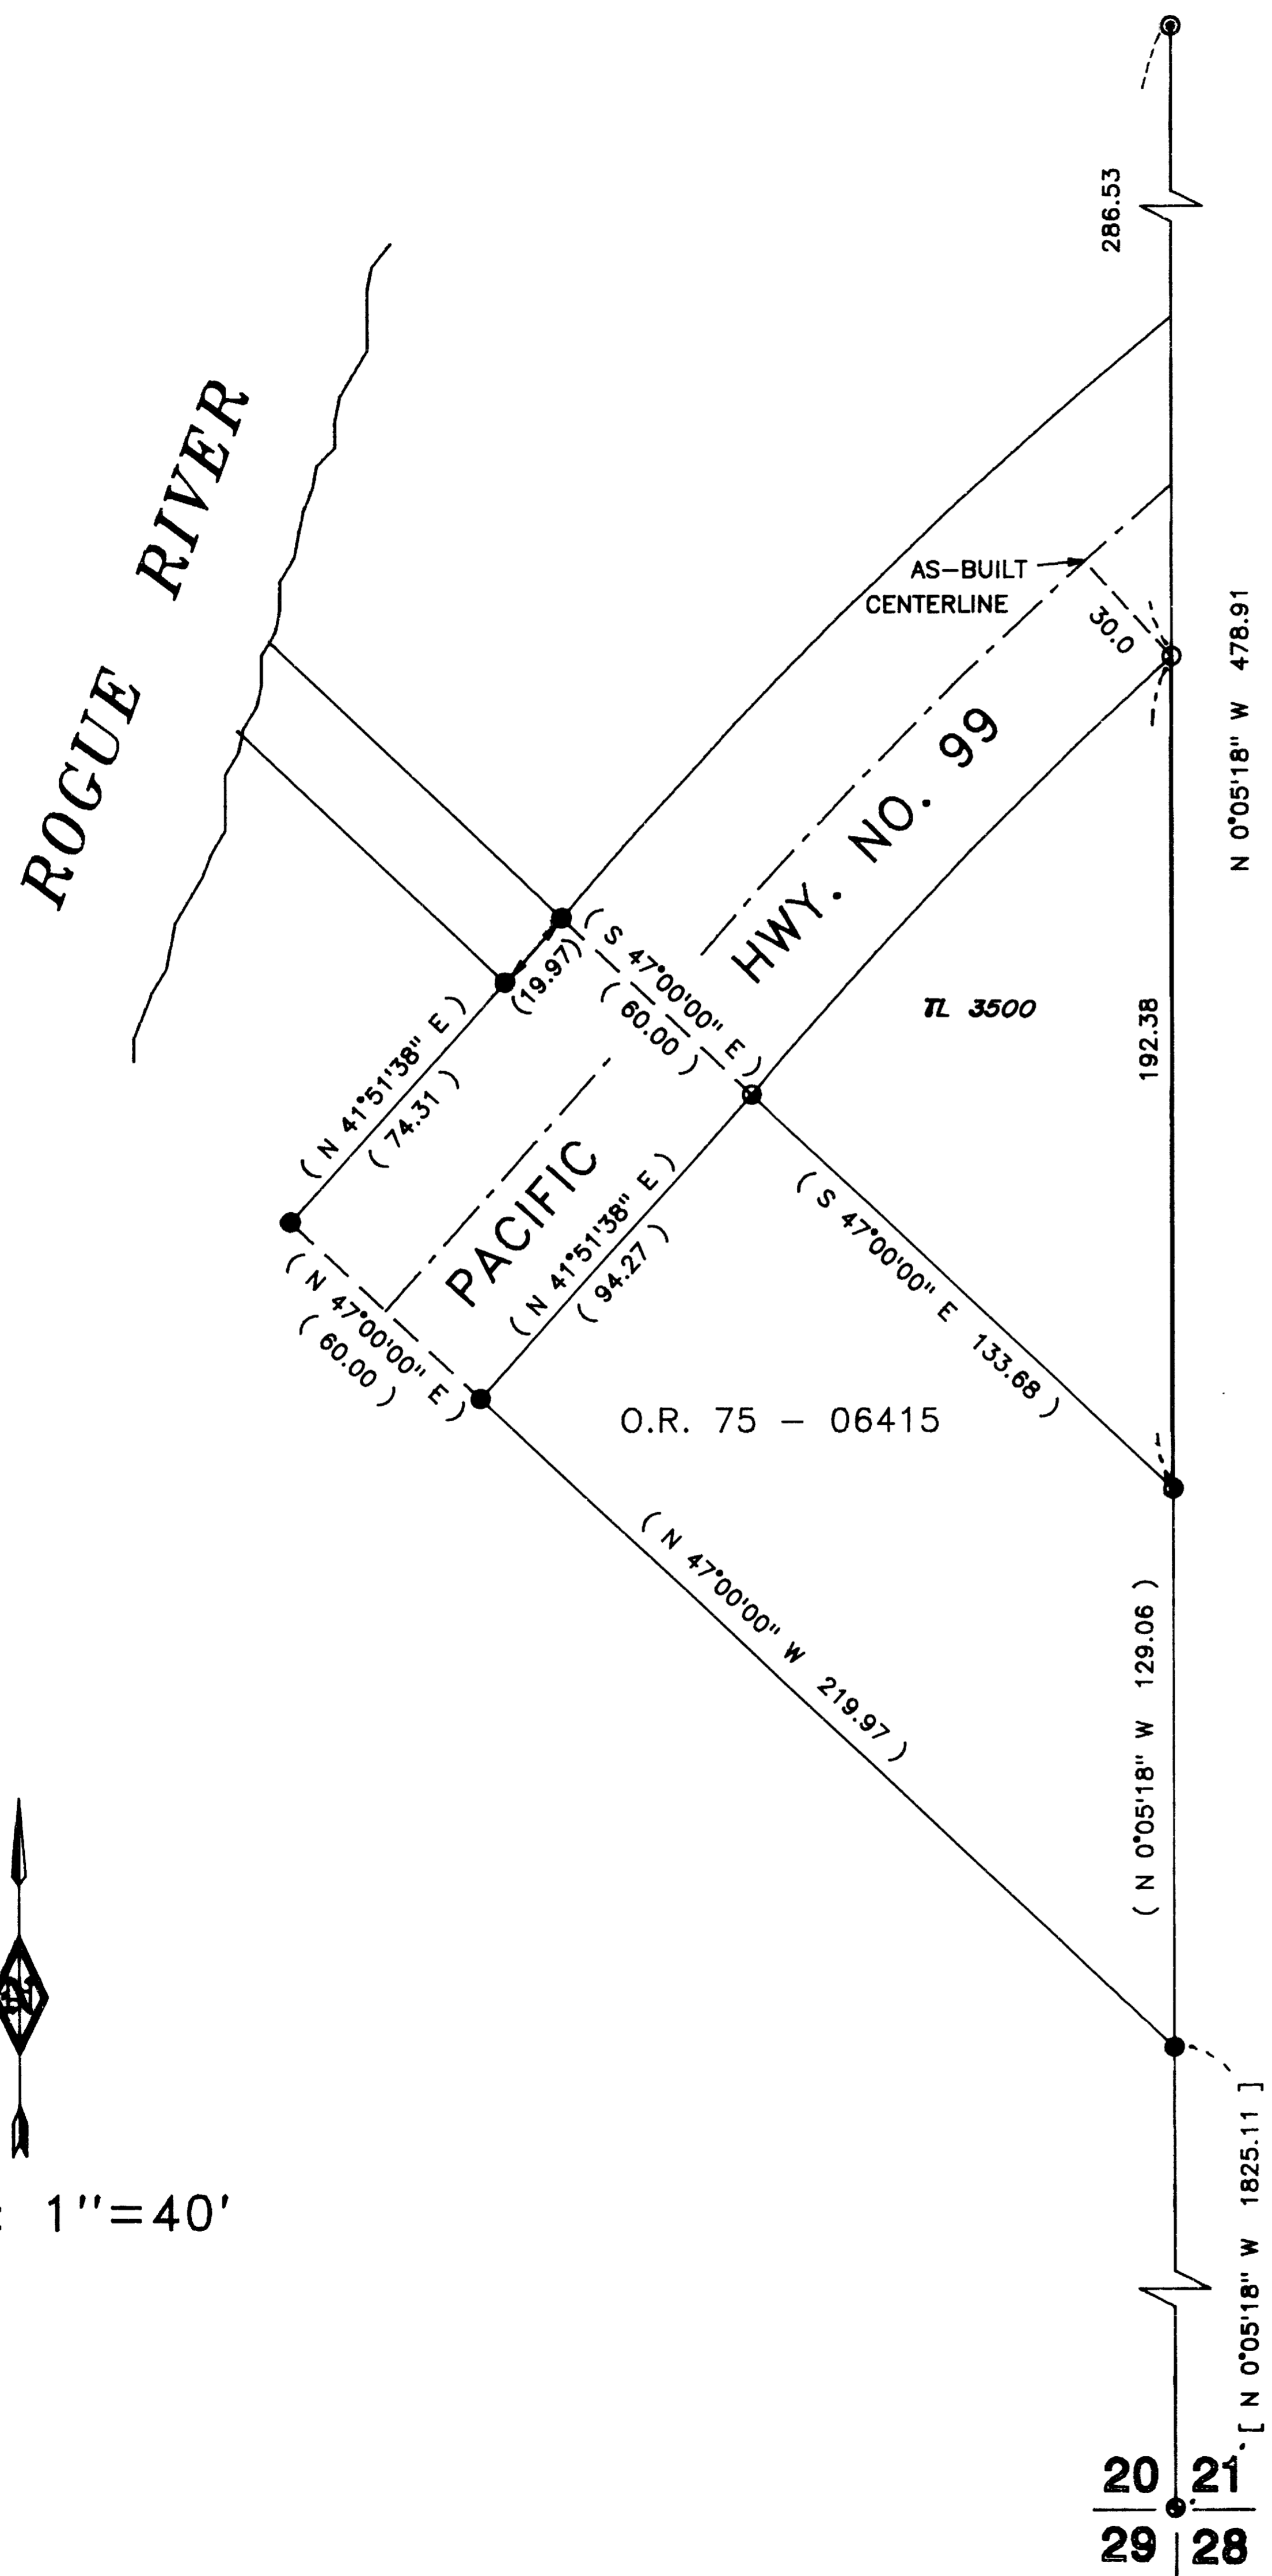 286.53
ROGUE RIVER
AS-BUILT
CENTERLINE
30.0
N 0°05'18" W 478.91
HWY. NO. 99
( S 47°00'00" E )
( 60.00 )
(19.97)
TL 3500
192.38
( N 41°51'38" E )
( 74.31 )
PACIFIC
( N 41°51'38" E )
( 94.27 )
( S 47°00'00" E 133.68 )
( N 47°00'00" E )
( 60.00 )
O.R. 75 - 06415
( N 47°00'00" W 219.97 )
( N 0°05'18" W 129.06 )
N
: 1"=40'
[ N 0°05'18" W 1825.11 ]
20 21
29 28